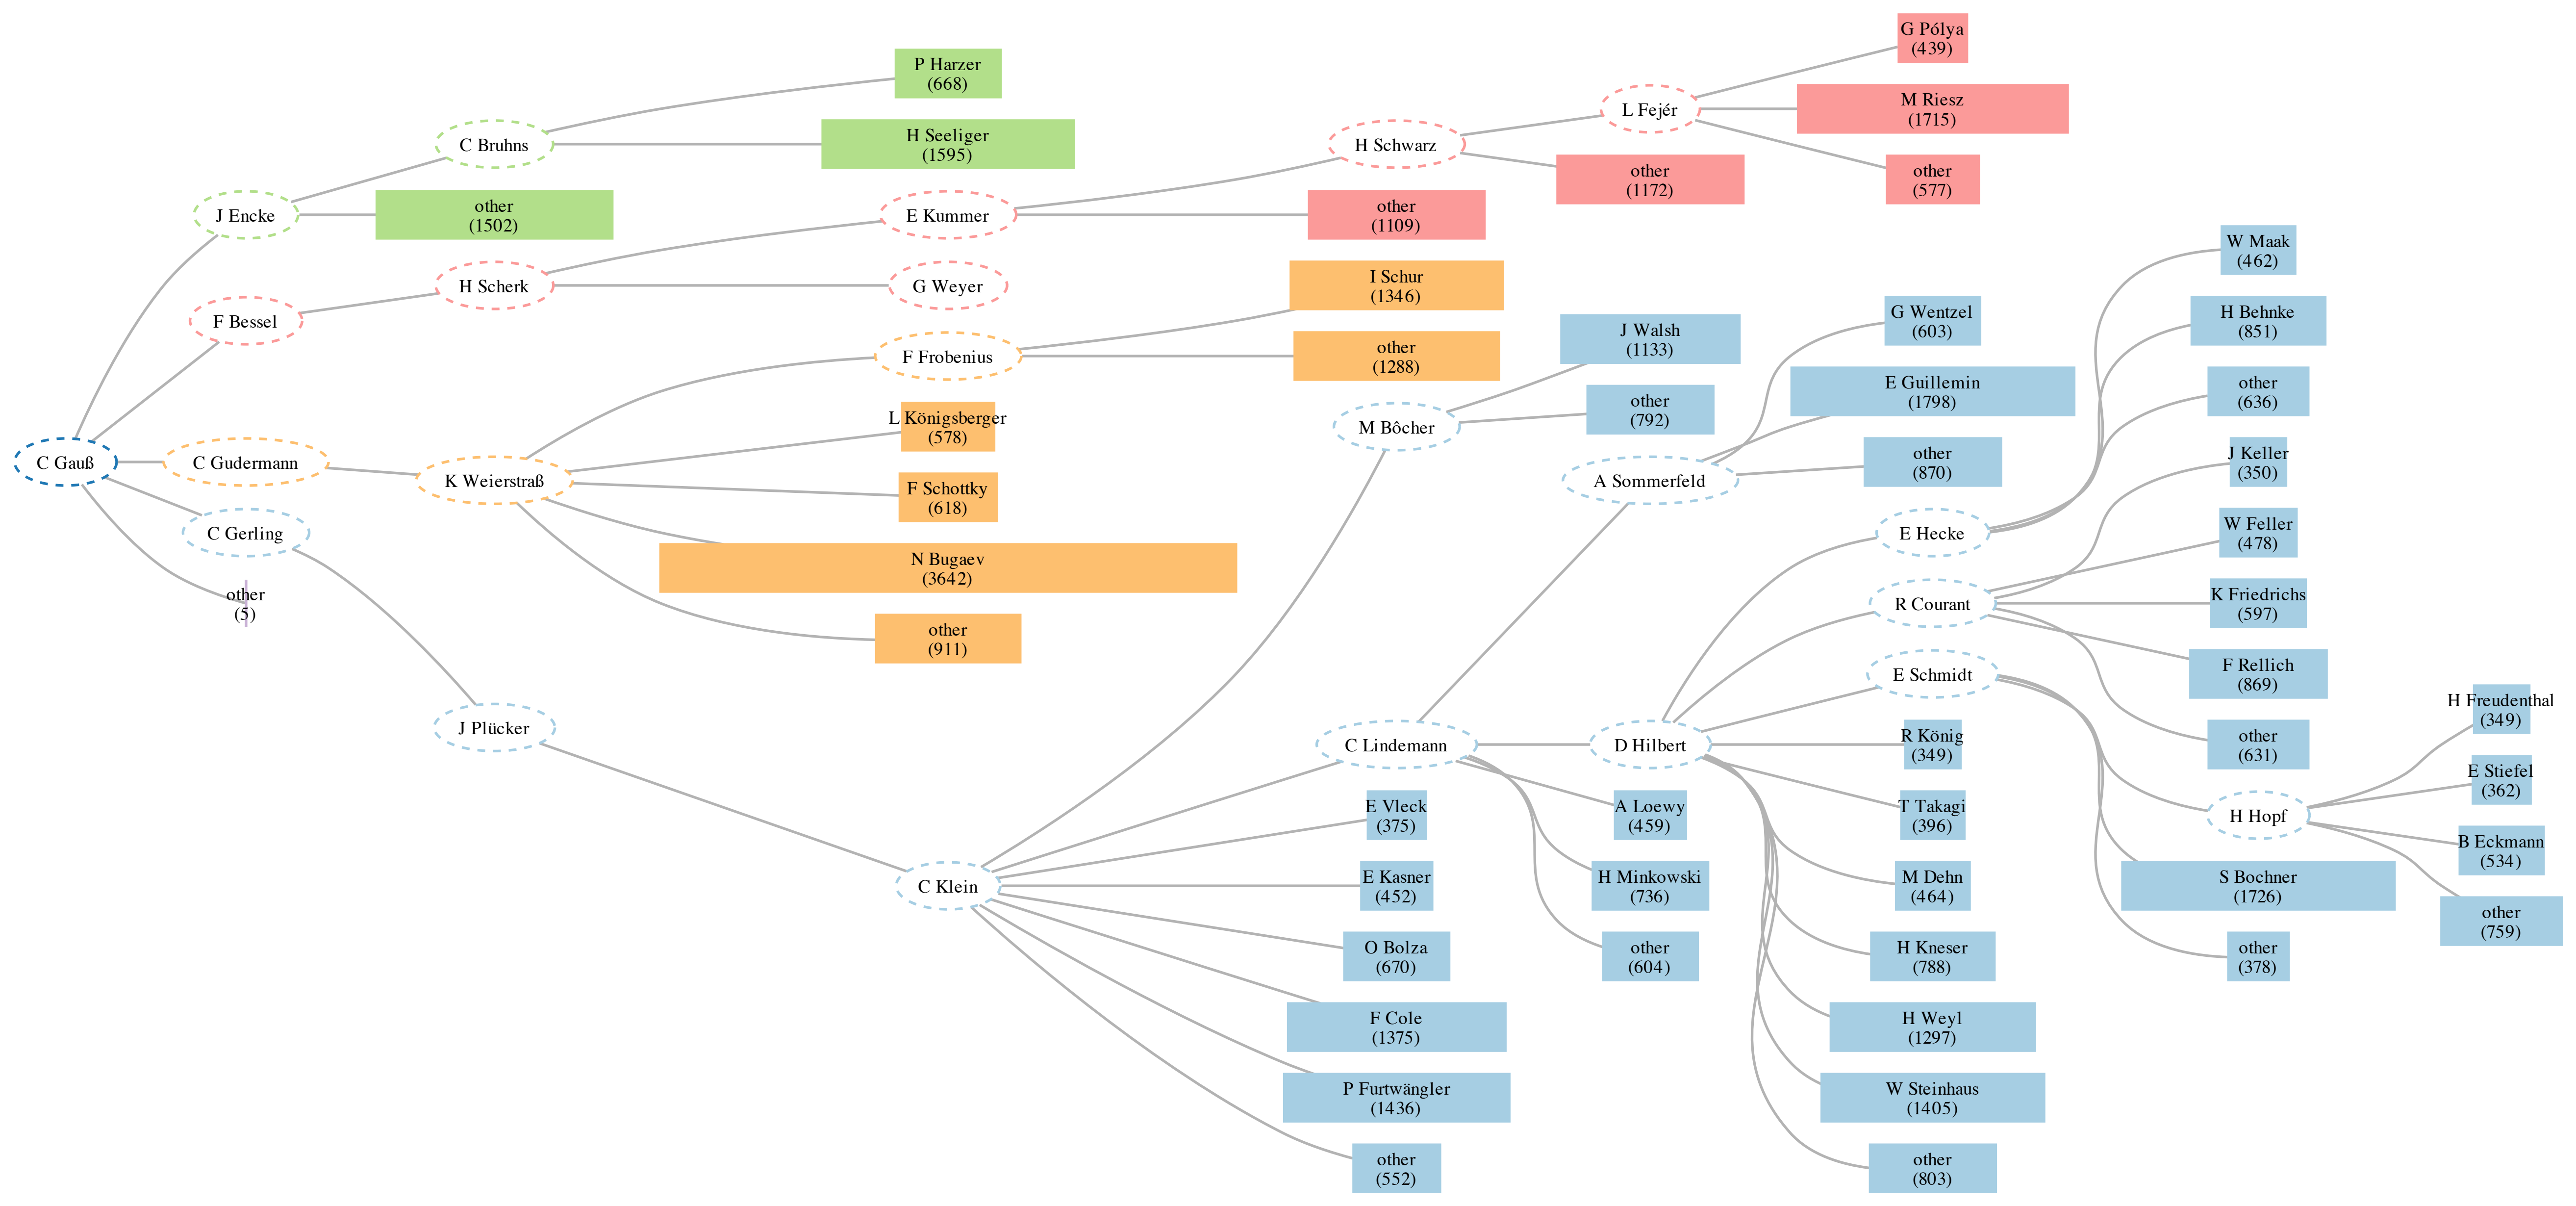 C Gauß
J Encke
C Bruhns
P Harzer
(668)
H Seeliger
(1595)
other
(1502)
F Bessel
H Scherk
E Kummer
H Schwarz
L Fejér
G Pólya
(439)
M Riesz
(1715)
other
(577)
other
(1172)
other
(1109)
G Weyer
C Gudermann
K Weierstraß
F Frobenius
I Schur
(1346)
other
(1288)
L Königsberger
(578)
F Schottky
(618)
N Bugaev
(3642)
other
(911)
C Gerling
J Plücker
C Klein
M Bôcher
J Walsh
(1133)
other
(792)
C Lindemann
A Sommerfeld
G Wentzel
(603)
E Guillemin
(1798)
other
(870)
D Hilbert
E Hecke
W Maak
(462)
H Behnke
(851)
other
(636)
R Courant
J Keller
(350)
W Feller
(478)
K Friedrichs
(597)
F Rellich
(869)
other
(631)
E Schmidt
H Hopf
H Freudenthal
(349)
E Stiefel
(362)
B Eckmann
(534)
other
(759)
S Bochner
(1726)
other
(378)
R König
(349)
T Takagi
(396)
M Dehn
(464)
H Kneser
(788)
H Weyl
(1297)
W Steinhaus
(1405)
other
(803)
A Loewy
(459)
H Minkowski
(736)
other
(604)
E Vleck
(375)
E Kasner
(452)
O Bolza
(670)
F Cole
(1375)
P Furtwängler
(1436)
other
(552)
other
(5)